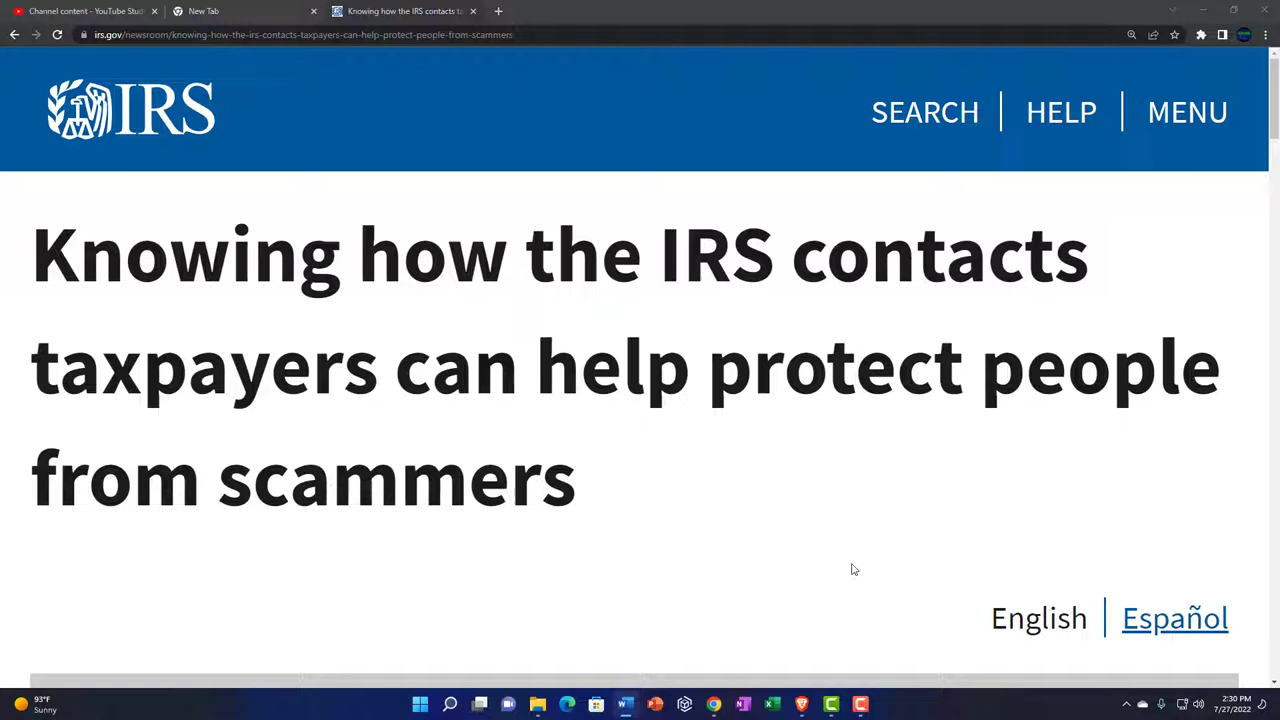 Channel content - YouTube Studi
New Tab
Knowing how the IRS contacts ta
irs.gov/newsroom/knowing-how-the-irs-contacts-taxpayers-can-help-protect-people-from-scammers
IRS
SEARCH | HELP | MENU
Knowing how the IRS contacts
taxpayers can help protect people
from scammers
English | Español
93°F
Sunny
2:30 PM
7/27/2022